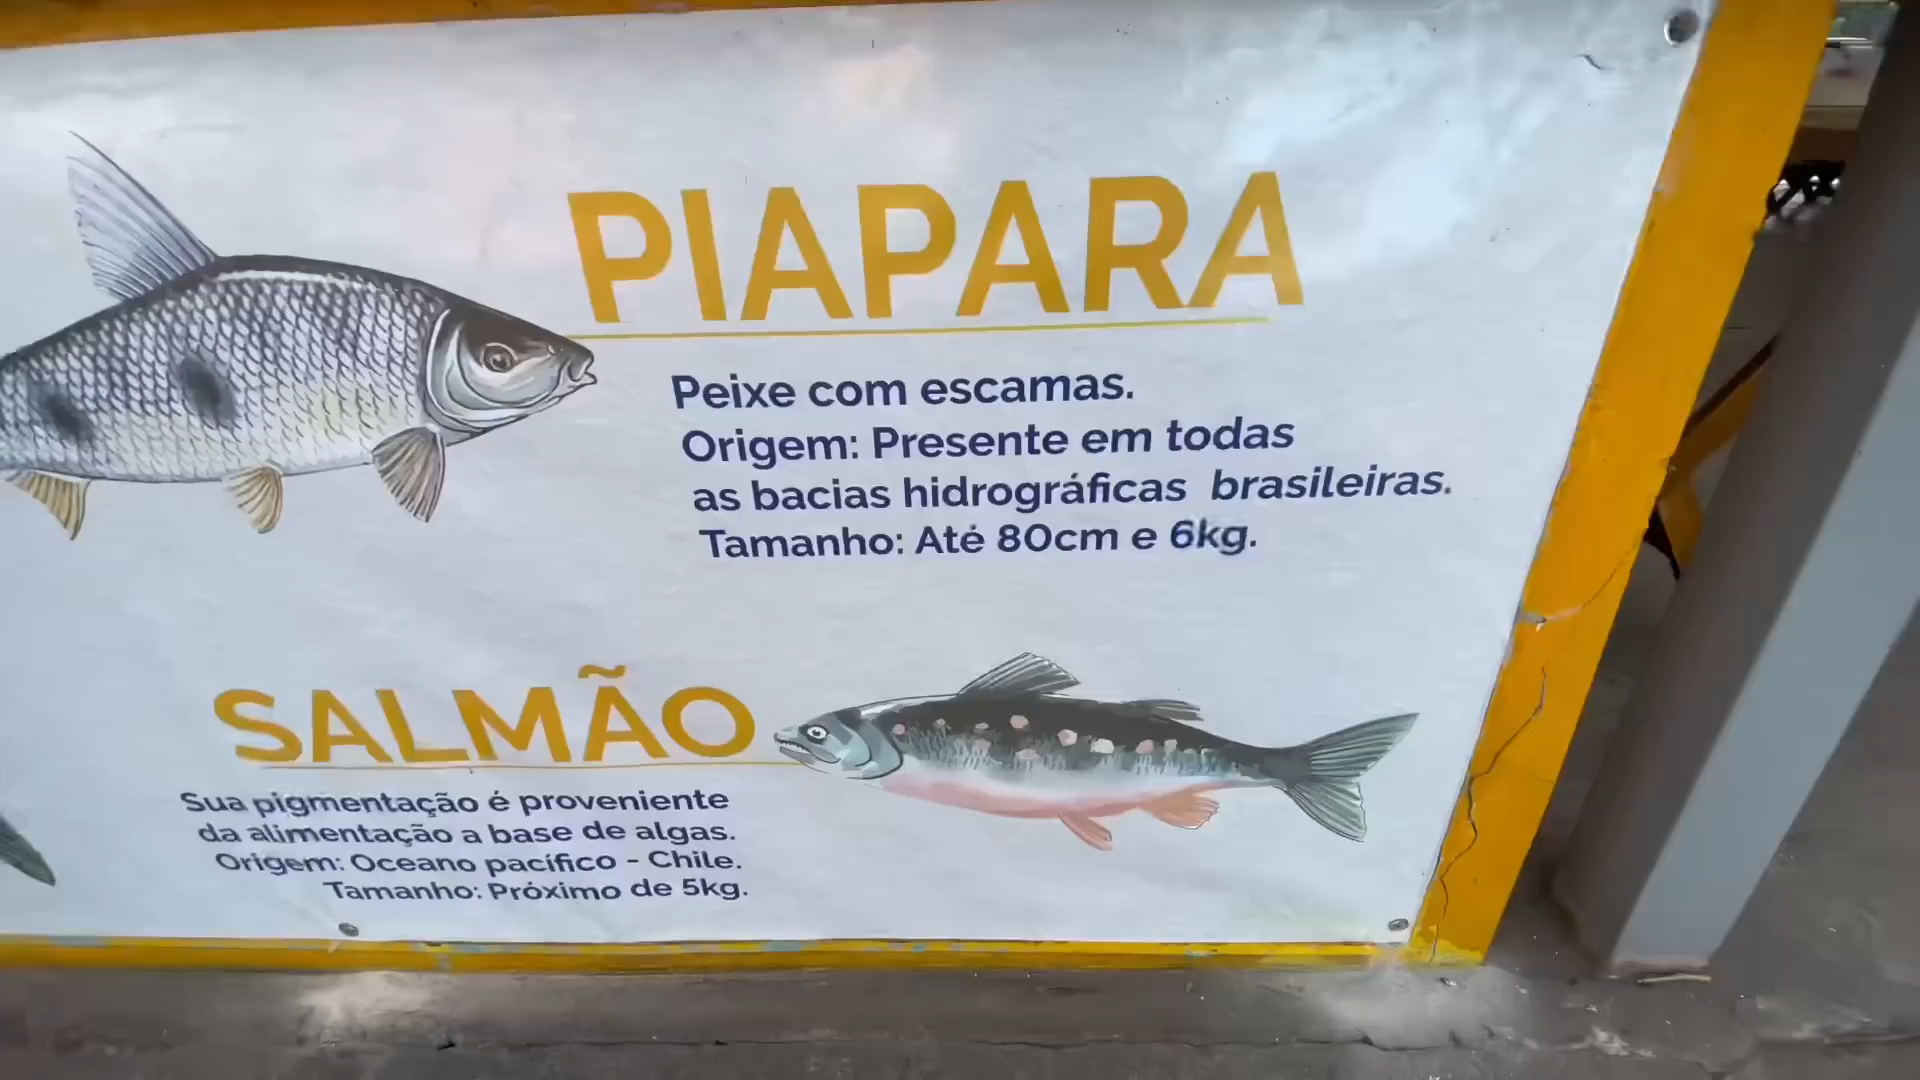 PIAPARA
Peixe com escamas.
Origem: Presente em todas
as bacias hidrográficas brasileiras.
Tamanho: Até 80cm e 6kg.
SALMÃO
Sua pigmentação é proveniente
da alimentação a base de algas.
Origem: Oceano pacífico - Chile.
Tamanho: Próximo de 5kg.